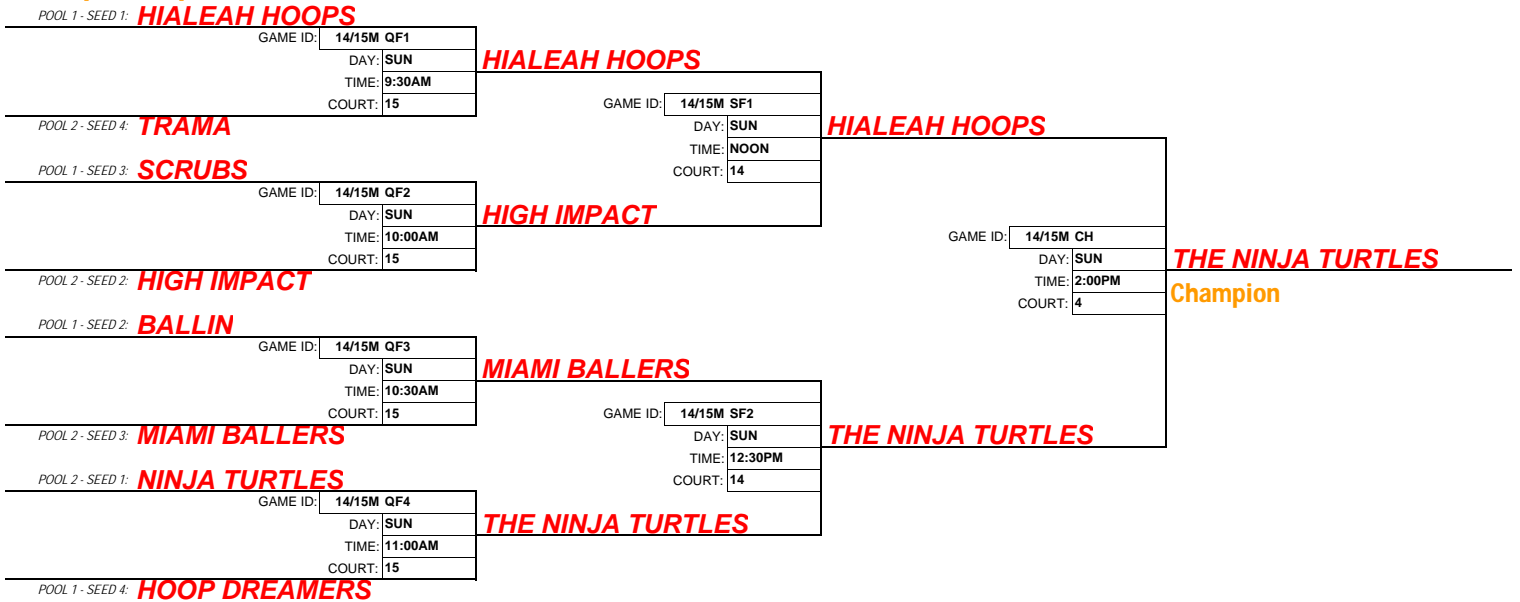 POOL 1 - SEED 1: HIALEAH HOOPS
GAME ID: 14/15M QF1
DAY: SUN
TIME: 9:30AM
COURT: 15
POOL 2 - SEED 4: TRAMA
HIALEAH HOOPS
POOL 1 - SEED 3: SCRUBS
GAME ID: 14/15M QF2
DAY: SUN
TIME: 10:00AM
COURT: 15
POOL 2 - SEED 2: HIGH IMPACT
HIGH IMPACT
GAME ID: 14/15M SF1
DAY: SUN
TIME: NOON
COURT: 14
HIALEAH HOOPS
POOL 1 - SEED 2: BALLIN
GAME ID: 14/15M QF3
DAY: SUN
TIME: 10:30AM
COURT: 15
POOL 2 - SEED 3: MIAMI BALLERS
MIAMI BALLERS
POOL 2 - SEED 1: NINJA TURTLES
GAME ID: 14/15M QF4
DAY: SUN
TIME: 11:00AM
COURT: 15
POOL 1 - SEED 4: HOOP DREAMERS
THE NINJA TURTLES
GAME ID: 14/15M SF2
DAY: SUN
TIME: 12:30PM
COURT: 14
THE NINJA TURTLES
GAME ID: 14/15M CH
DAY: SUN
TIME: 2:00PM
COURT: 4
THE NINJA TURTLES
Champion